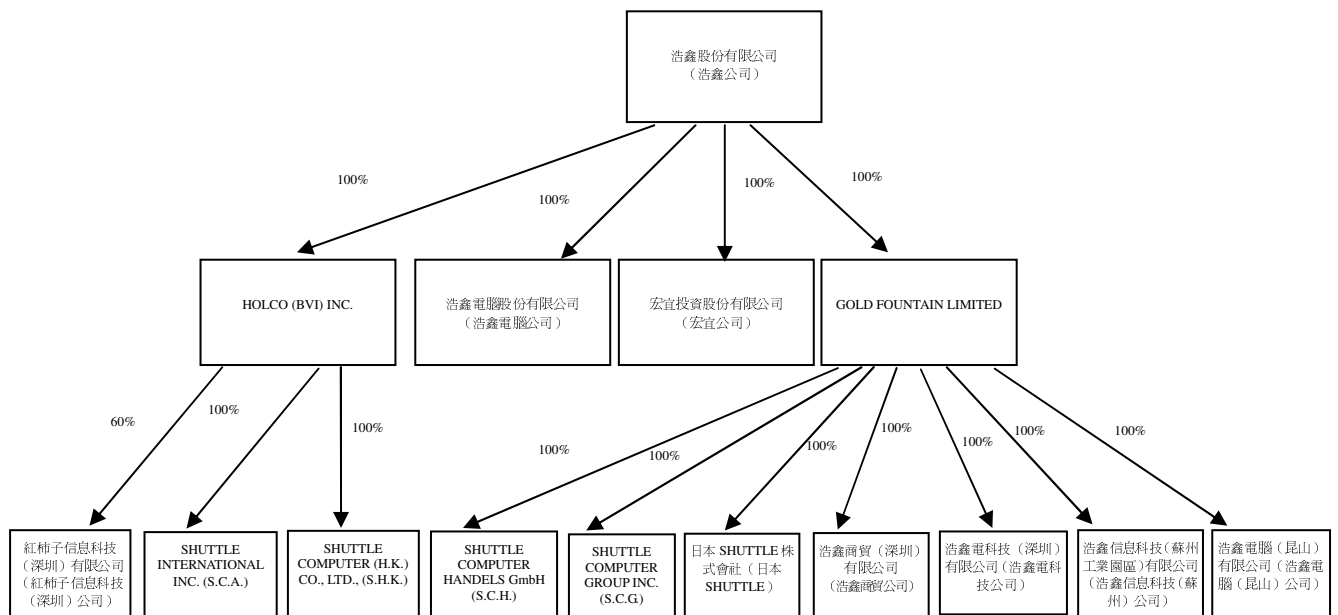 浩鑫股份有限公司
（浩鑫公司）
100%
100%
100%
100%
HOLCO (BVI) INC.
浩鑫電腦股份有限公司
（浩鑫電腦公司）
宏宜投資股份有限公司
（宏宜公司）
GOLD FOUNTAIN LIMITED
60%
100%
100%
100%
100%
100%
100%
100%
100%
100%
紅柿子信息科技
（深圳）有限公司
（紅柿子信息科技
（深圳）公司）
SHUTTLE
INTERNATIONAL
INC. (S.C.A.)
SHUTTLE
COMPUTER (H.K.)
CO., LTD., (S.H.K.)
SHUTTLE
COMPUTER
HANDELS GmbH
(S.C.H.)
SHUTTLE
COMPUTER
GROUP INC.
(S.C.G.)
日本 SHUTTLE 株
式會社（日本
SHUTTLE）
浩鑫商貿（深圳）
有限公司
（浩鑫商貿公司）
浩鑫電科技（深圳）
有限公司（浩鑫電科
技公司）
浩鑫信息科技（蘇州
工業園區）有限公司
（浩鑫信息科技（蘇
州）公司）
浩鑫電腦（昆山）
有限公司（浩鑫電
腦（昆山）公司）